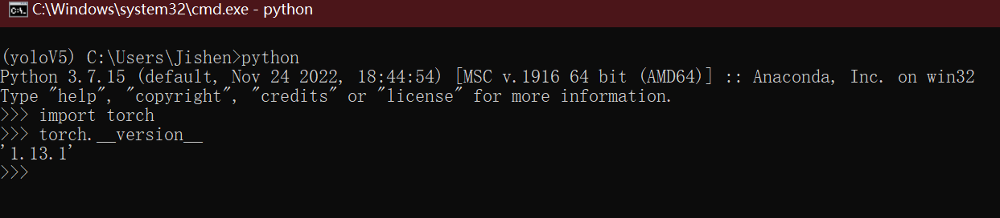 C:\Windows\system32\cmd.exe - python
(yoloV5) C:\Users\Jishen>python
Python 3.7.15 (default, Nov 24 2022, 18:44:54) [MSC v.1916 64 bit (AMD64)] :: Anaconda, Inc. on win32
Type "help", "copyright", "credits" or "license" for more information.
>>> import torch
>>> torch.__version__
'1.13.1'
>>>